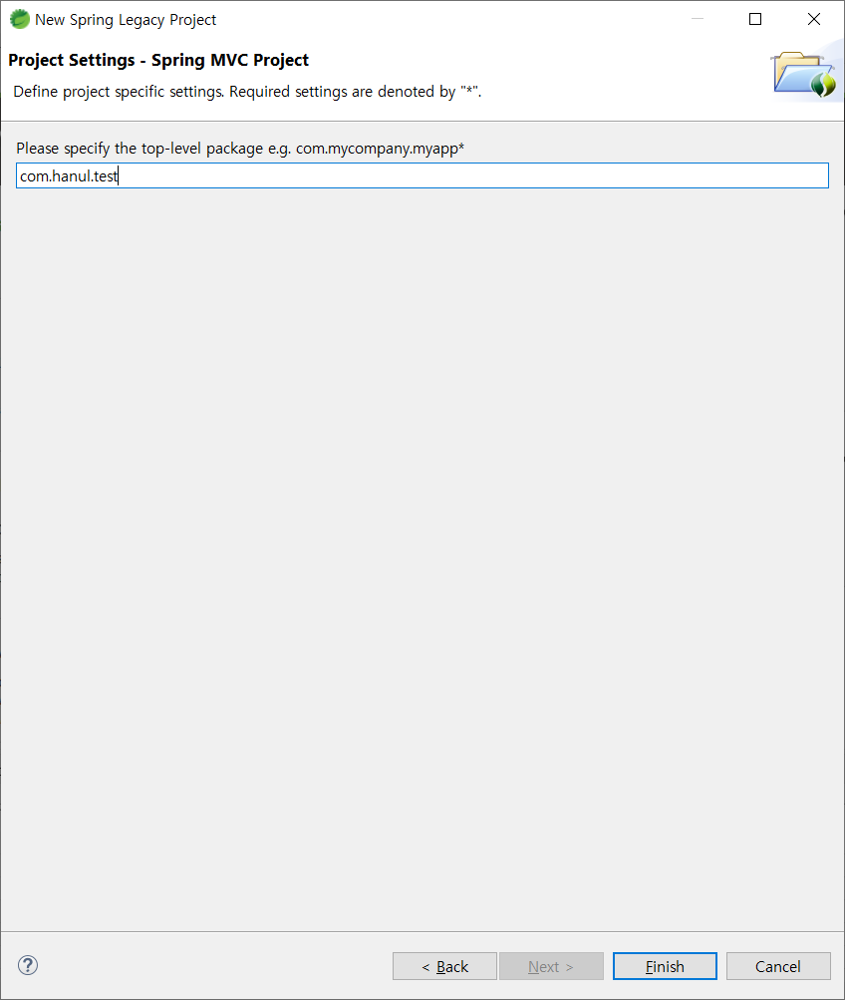 New Spring Legacy Project
Project Settings - Spring MVC Project
Define project specific settings. Required settings are denoted by "*".
Please specify the top-level package e.g. com.mycompany.myapp*
com.hanul.test
?
< Back
Next >
Finish
Cancel